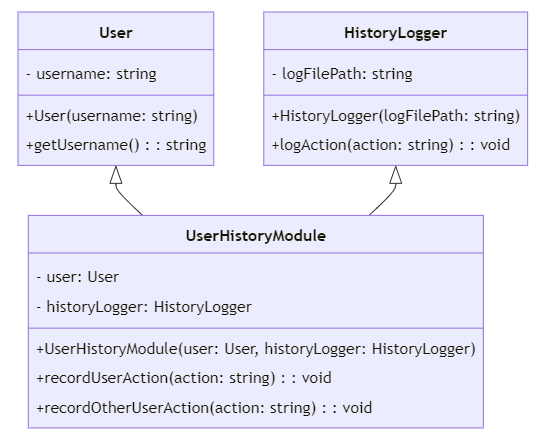 User
- username: string
+User(username: string)
+getUsername() : : string
HistoryLogger
- logFilePath: string
+HistoryLogger(logFilePath: string)
+logAction(action: string) : : void
UserHistoryModule
- user: User
- historyLogger: HistoryLogger
+UserHistoryModule(user: User, historyLogger: HistoryLogger)
+recordUserAction(action: string) : : void
+recordOtherUserAction(action: string) : : void